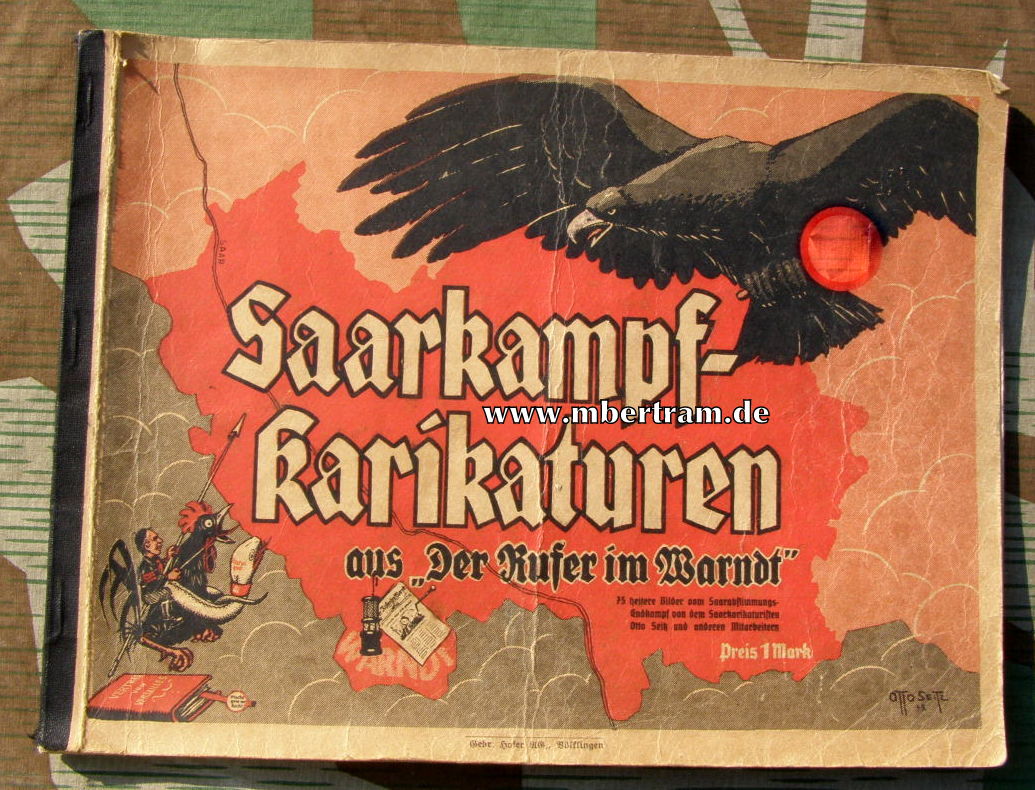 SAAR
Saarkampf-
www.mbertram.de
Karikaturen
aus „Der Rufer im Warndt"
75 heitere Bilder vom Saarabstimmungs-
Endkampf von dem Saarkarikaturisten
Otto Seitz und anderen Mitarbeitern
Preis 1 Mark
WARNDT
OTTO SEITZ
Gebr. Hofer AG., Völklingen